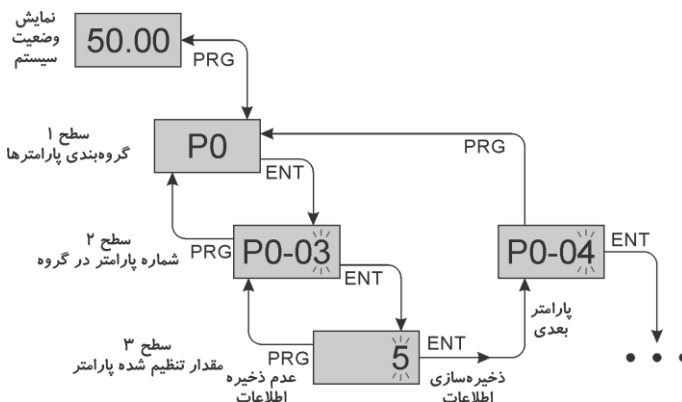 نمایش
وضعیت
سیستم
50.00
PRG
سطح ۱
گروه‌بندی پارامترها
P0
PRG
ENT
سطح ۲
شماره پارامتر در گروه
PRG
P0-03
P0-04
ENT
ENT
پارامتر
بعدی
سطح ۳
مقدار تنظیم شده پارامتر
PRG
5
ENT
عدم ذخیره
اطلاعات
ذخیره‌سازی
اطلاعات